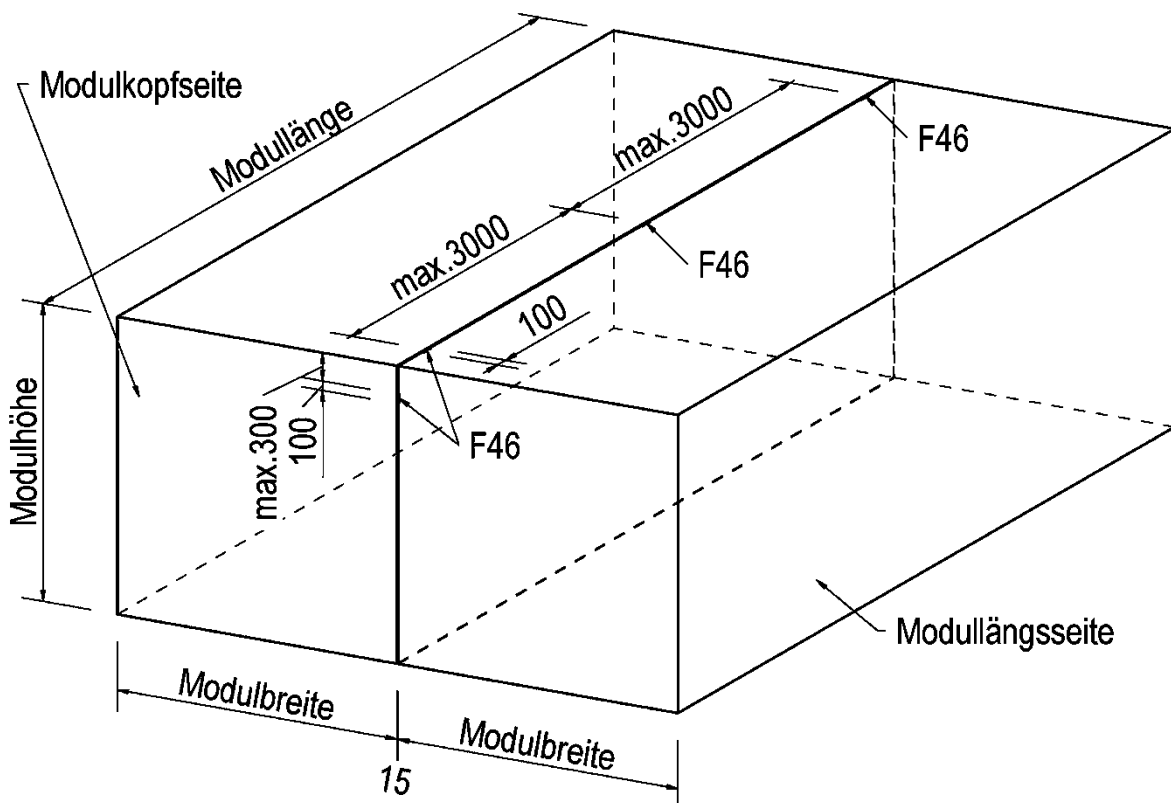 Modulkopfseite
Modullänge
max.3000
F46
max.3000
F46
100
max.300
100
F46
Modulhöhe
Modullängsseite
Modulbreite
Modulbreite
15